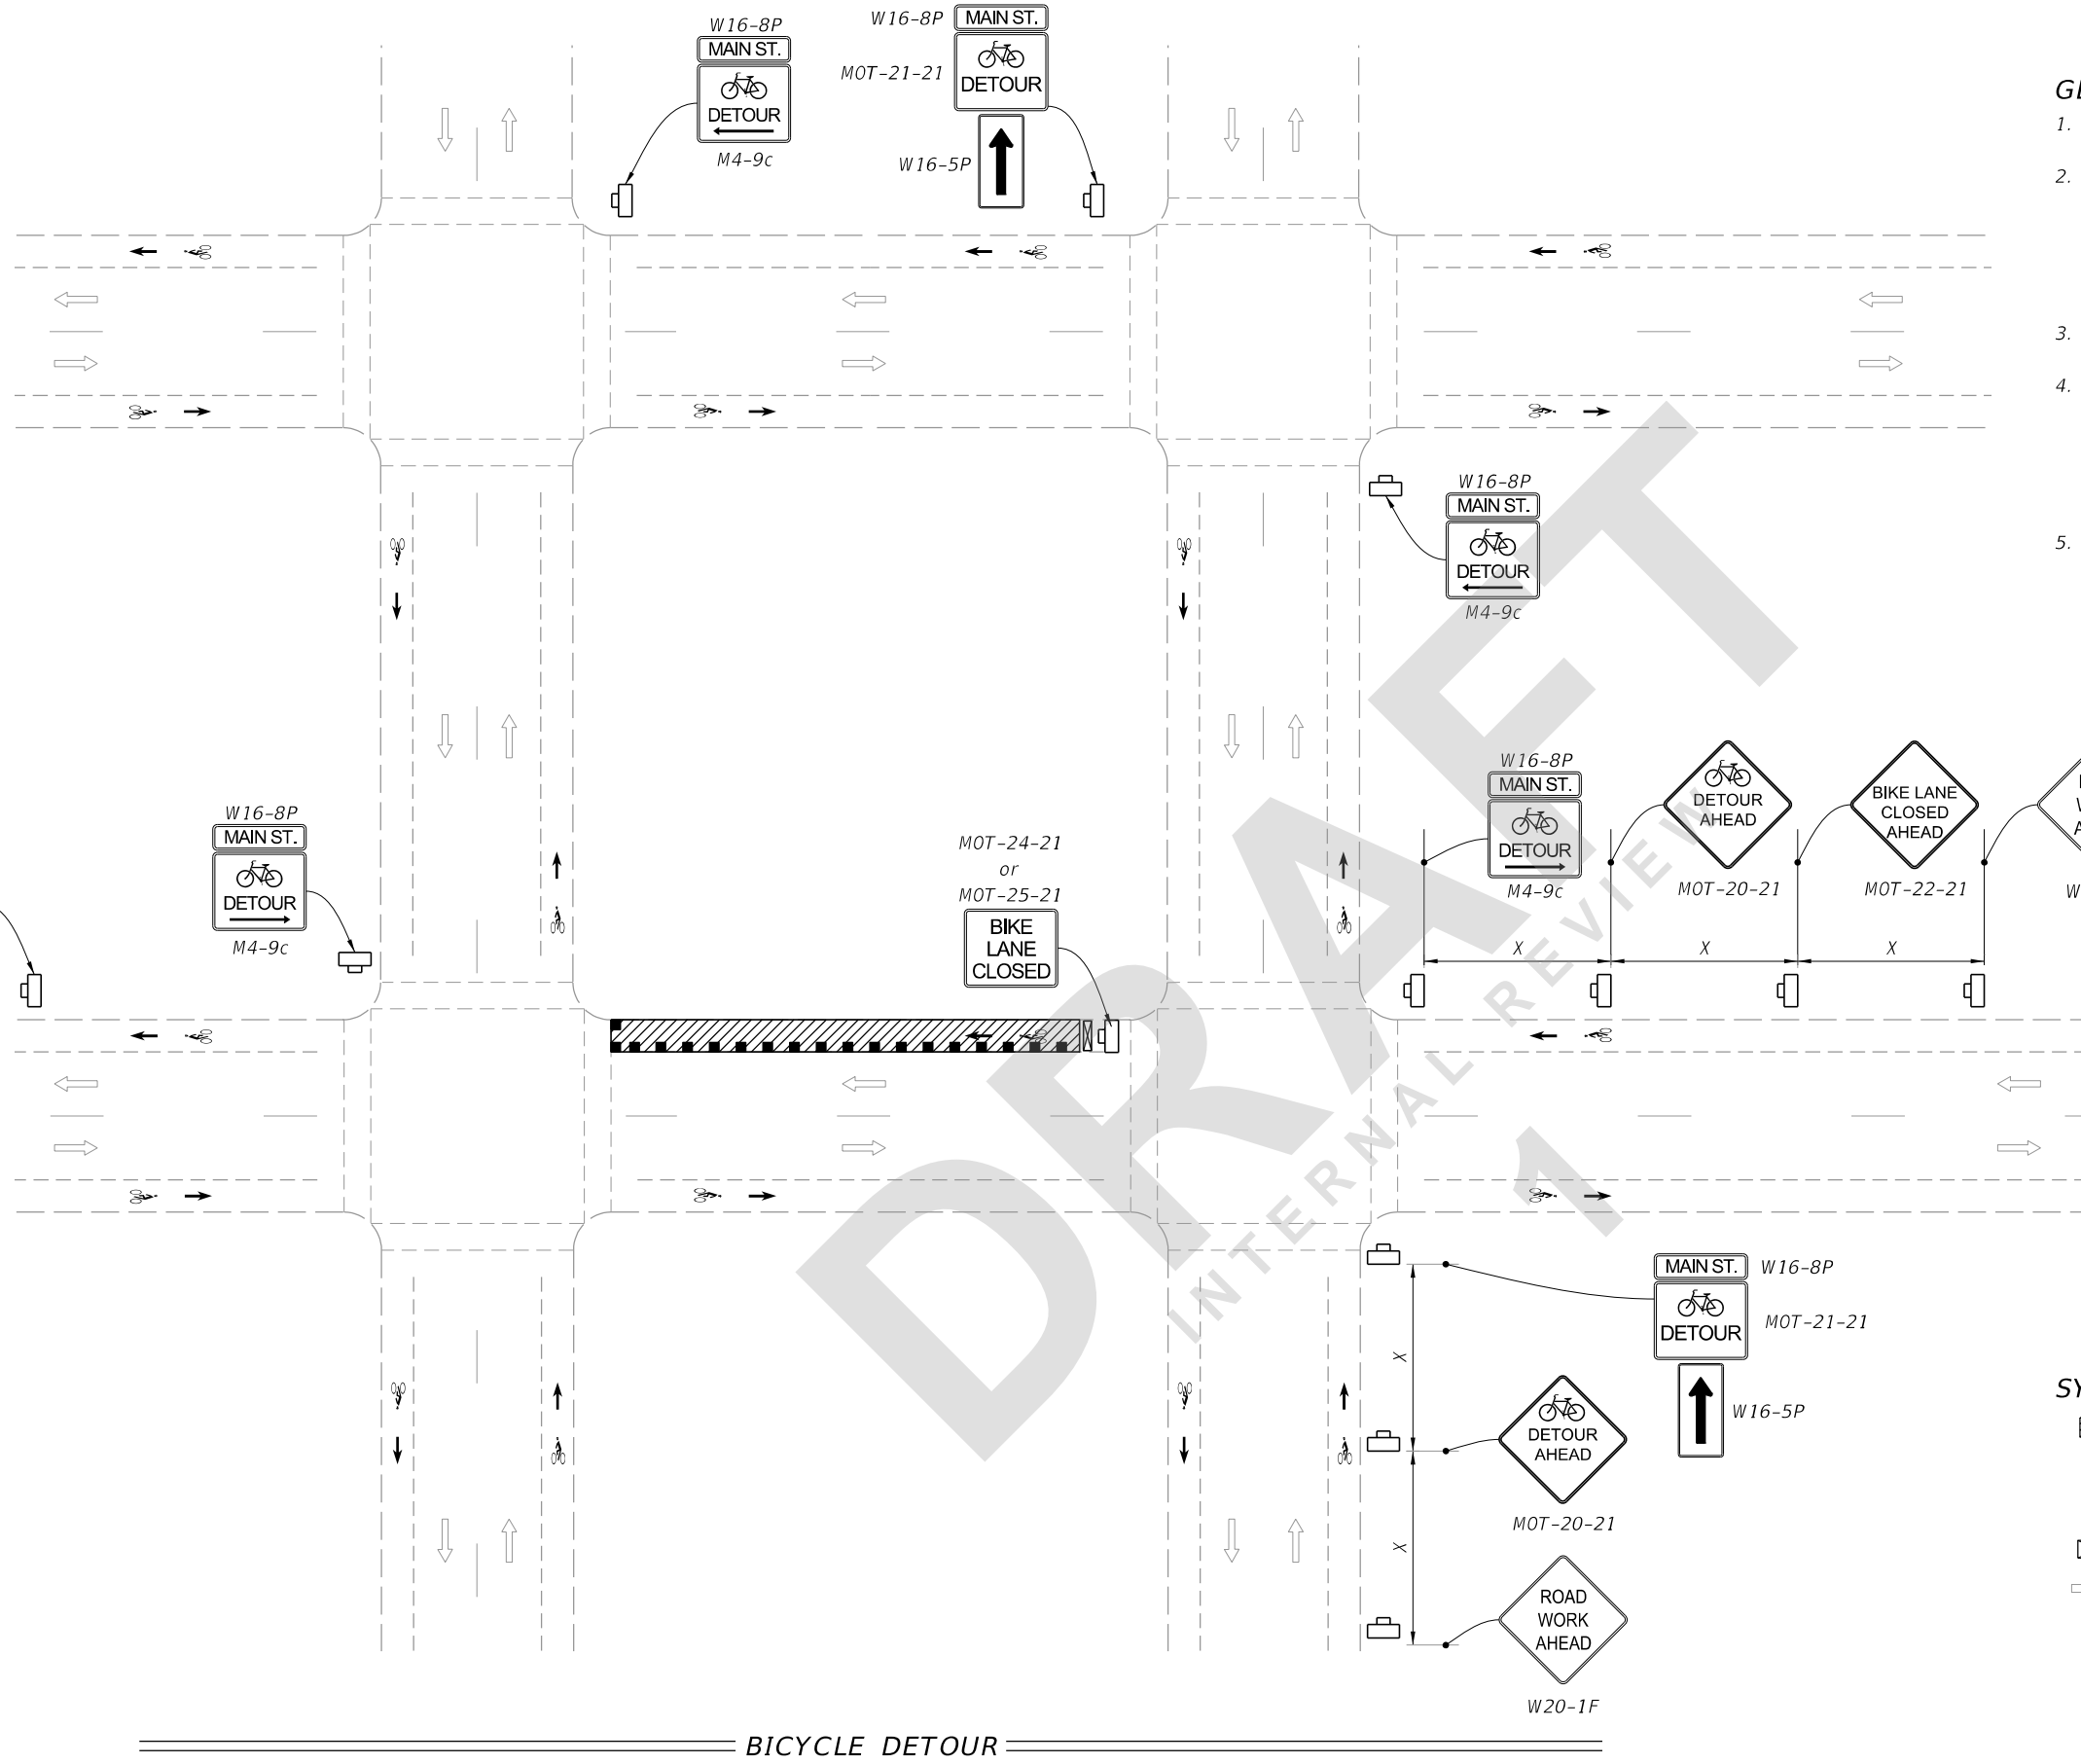 W16-8P
MAIN ST.
DETOUR
M4-9c
W16-8P
MAIN ST.
MOT-21-21
DETOUR
W16-5P
1.
2.
3.
4.
5.
W16-8P
MAIN ST.
DETOUR
M4-9c
W16-8P
MAIN ST.
DETOUR
M4-9c
MOT-24-21
or
MOT-25-21
BIKE
LANE
CLOSED
W16-8P
MAIN ST.
DETOUR
M4-9c
DETOUR
AHEAD
MOT-20-21
BIKE LANE
CLOSED
AHEAD
MOT-22-21
X
X
X
MAIN ST.
W16-8P
DETOUR
MOT-21-21
W16-5P
X
DETOUR
AHEAD
MOT-20-21
X
ROAD
WORK
AHEAD
W20-1F
DRAFT
INTERNAL REVIEW
1
BICYCLE DETOUR